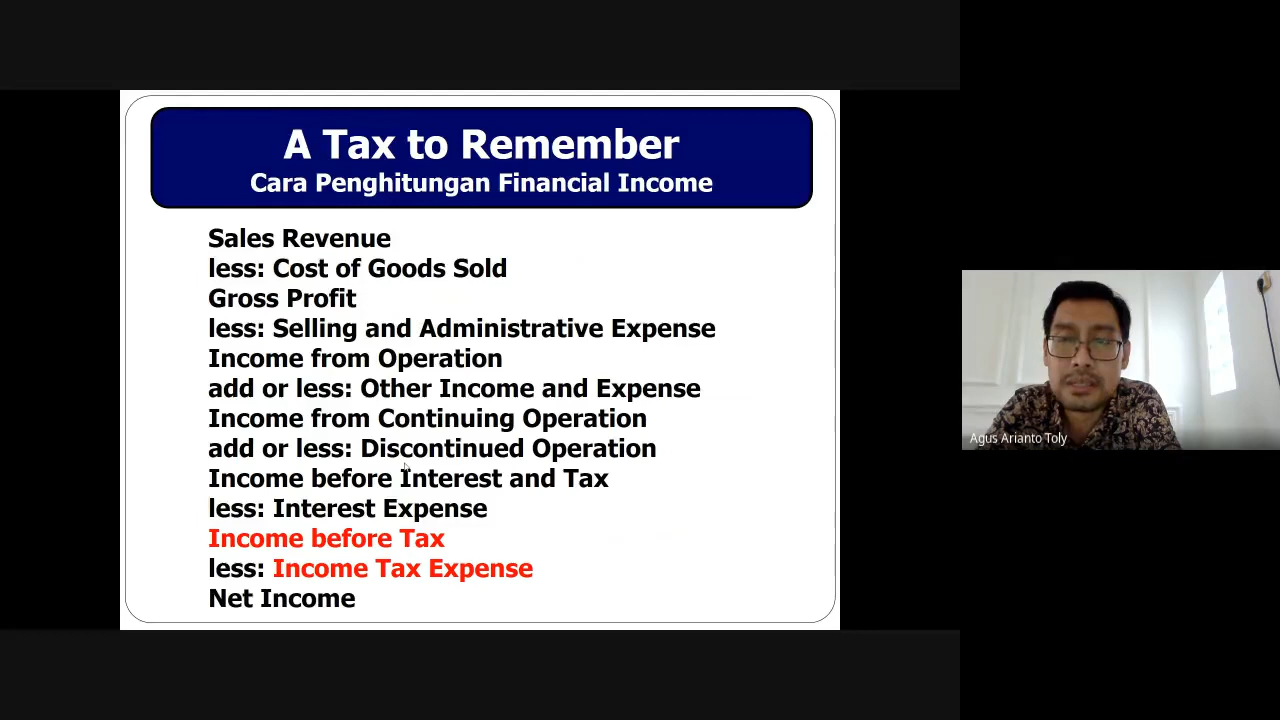 A Tax to Remember
Cara Penghitungan Financial Income
Sales Revenue
less: Cost of Goods Sold
Gross Profit
less: Selling and Administrative Expense
Income from Operation
add or less: Other Income and Expense
Income from Continuing Operation
add or less: Discontinued Operation
Income before Interest and Tax
less: Interest Expense
Income before Tax
less: Income Tax Expense
Net Income
Agus Arianto Toly